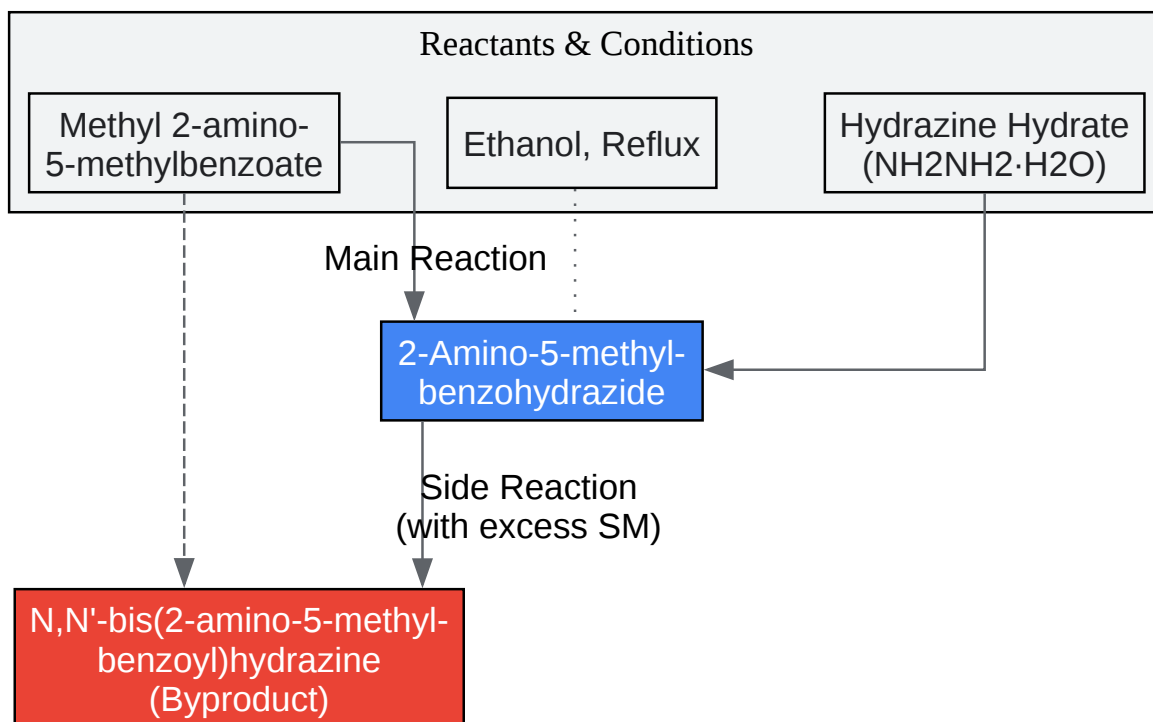 Reactants & Conditions
Methyl 2-amino-
5-methylbenzoate
Ethanol, Reflux
Hydrazine Hydrate
(NH2NH2·H2O)
Main Reaction
2-Amino-5-methyl-
benzohydrazide
Side Reaction
(with excess SM)
N,N'-bis(2-amino-5-methyl-
benzoyl)hydrazine
(Byproduct)